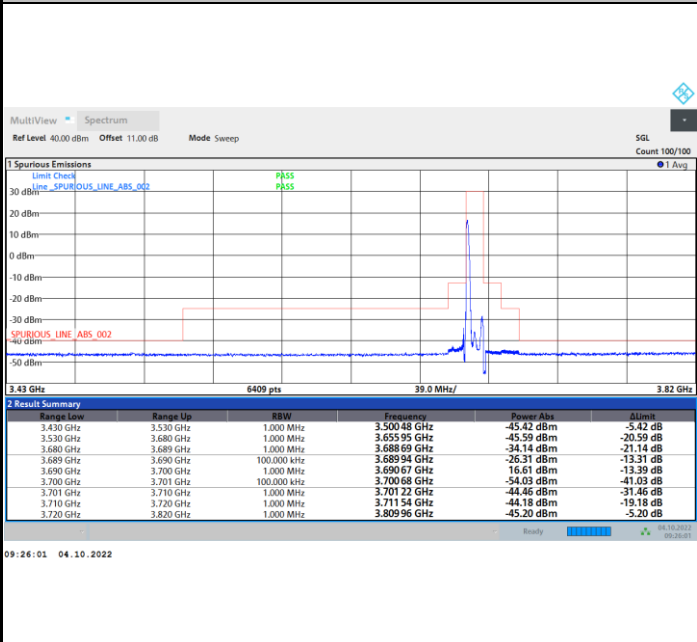 MultiView Spectrum
Ref Level 40.00 dBm Offset 11.00 dB Mode Sweep SGL
Count 100/100
1 Spurious Emissions 1 Avg
Limit Check PASS
Line _SPURIOUS_LINE_ABS_002 PASS
30 dBm
20 dBm
10 dBm
0 dBm
-10 dBm
-20 dBm
-30 dBm
SPURIOUS_LINE_ABS_002
-40 dBm
-50 dBm
3.43 GHz 6409 pts 39.0 MHz/ 3.82 GHz
2 Result Summary
Range Low Range Up RBW Frequency Power Abs ΔLimit
3.430 GHz 3.530 GHz 1.000 MHz 3.500 48 GHz -45.42 dBm -5.42 dB
3.530 GHz 3.680 GHz 1.000 MHz 3.655 95 GHz -45.59 dBm -20.59 dB
3.680 GHz 3.689 GHz 1.000 MHz 3.688 69 GHz -34.14 dBm -21.14 dB
3.689 GHz 3.690 GHz 100.000 kHz 3.689 94 GHz -26.31 dBm -13.31 dB
3.690 GHz 3.700 GHz 1.000 MHz 3.690 67 GHz 16.61 dBm -13.39 dB
3.700 GHz 3.701 GHz 100.000 kHz 3.700 68 GHz -54.03 dBm -41.03 dB
3.701 GHz 3.710 GHz 1.000 MHz 3.701 22 GHz -44.46 dBm -31.46 dB
3.710 GHz 3.720 GHz 1.000 MHz 3.711 54 GHz -44.18 dBm -19.18 dB
3.720 GHz 3.820 GHz 1.000 MHz 3.809 96 GHz -45.20 dBm -5.20 dB
Ready 04.10.2022
09:26:01
09:26:01 04.10.2022